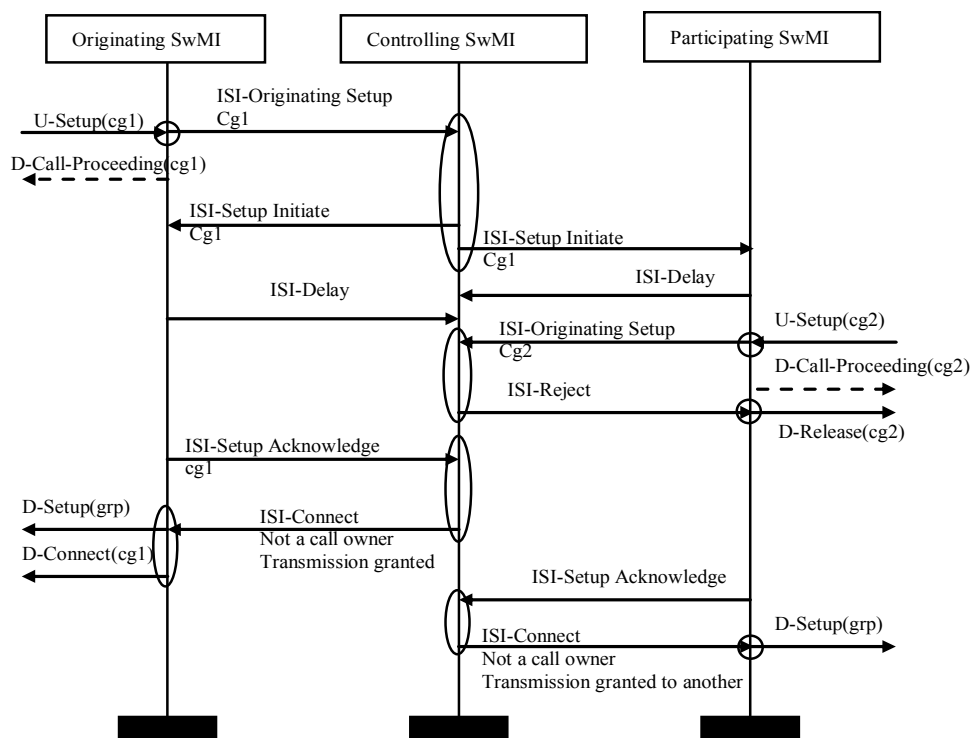 Originating SwMI
Controlling SwMI
Participating SwMI
ISI-Originating Setup
Cg1
U-Setup(cg1)
D-Call-Proceeding(cg1)
ISI-Setup Initiate
Cg1
ISI-Setup Initiate
Cg1
ISI-Delay
ISI-Delay
U-Setup(cg2)
ISI-Originating Setup
Cg2
D-Call-Proceeding(cg2)
ISI-Reject
D-Release(cg2)
ISI-Setup Acknowledge
cg1
D-Setup(grp)
ISI-Connect
Not a call owner
Transmission granted
D-Connect(cg1)
ISI-Setup Acknowledge
D-Setup(grp)
ISI-Connect
Not a call owner
Transmission granted to another